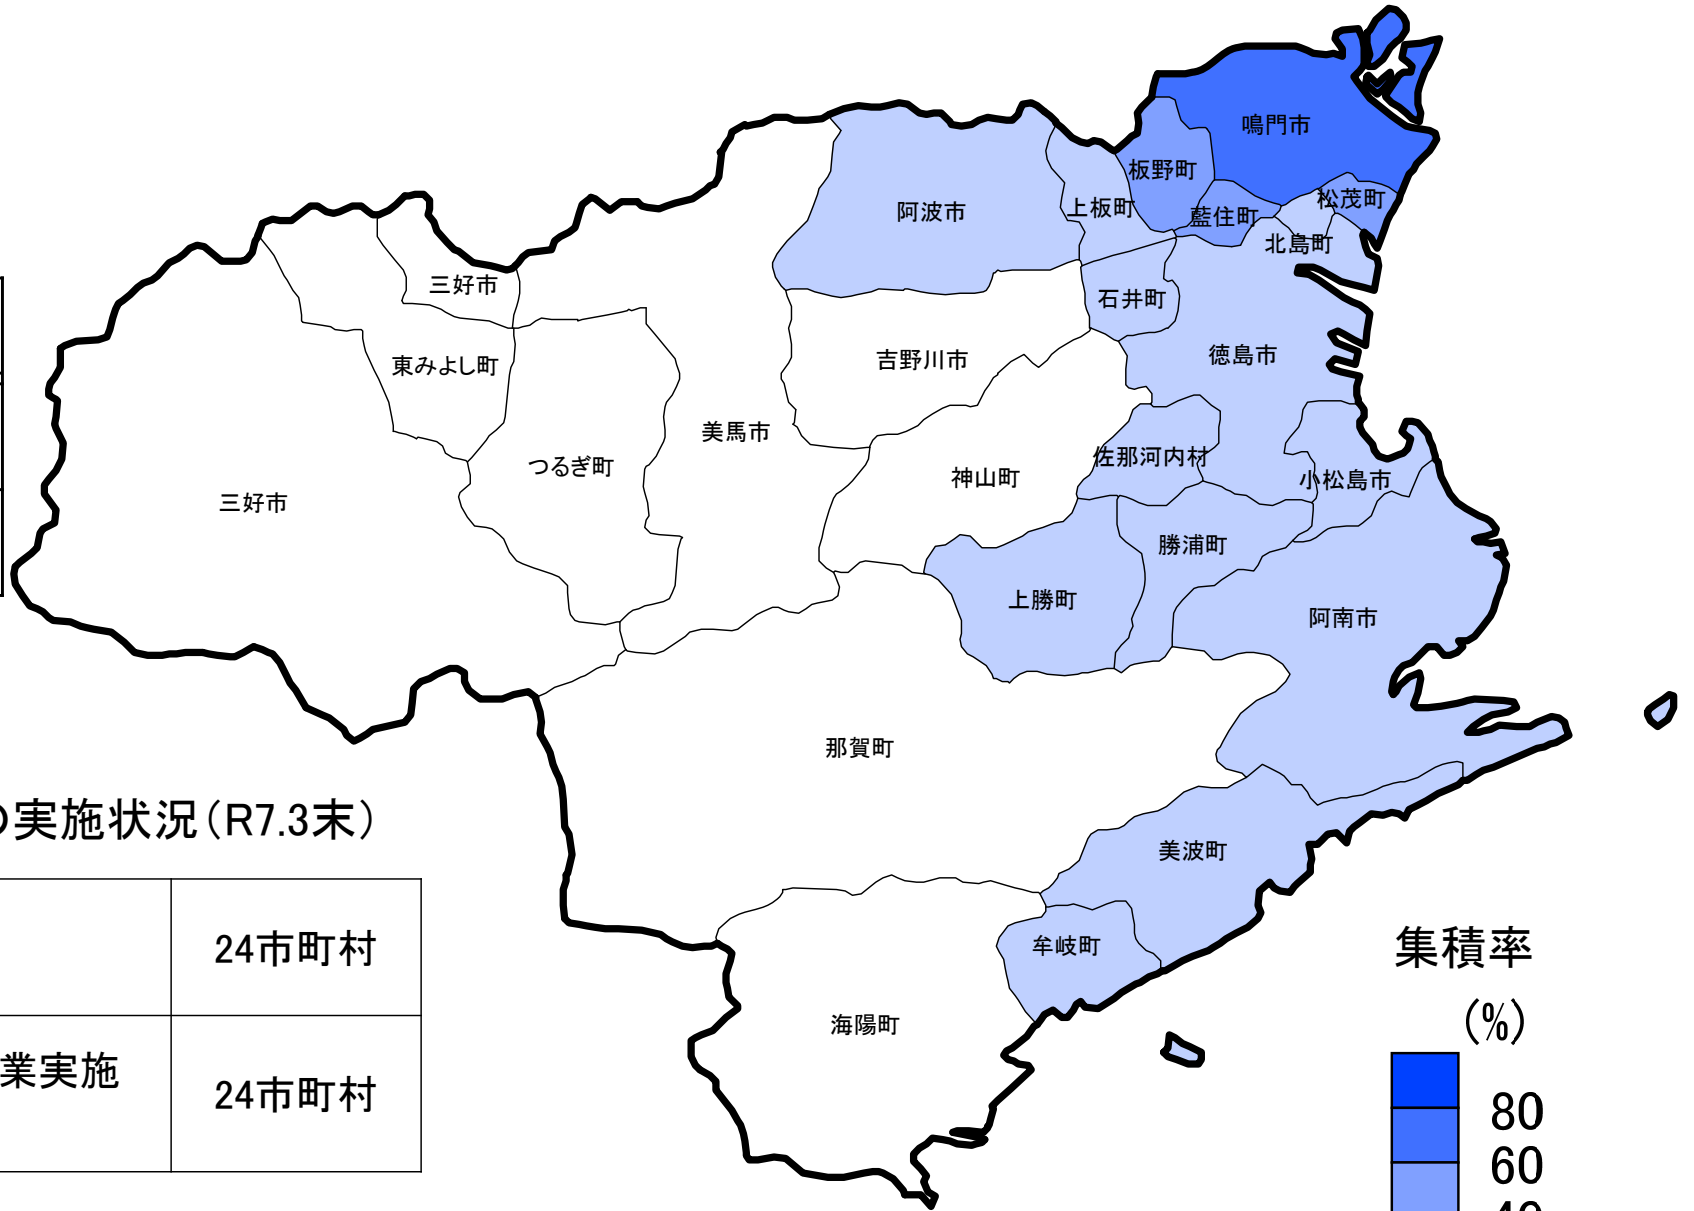 鳴門市
板野町
松茂町
阿波市
上板町
藍住町
北島町
三好市
石井町
東みよし町
吉野川市
徳島市
美馬市
つるぎ町
神山町
佐那河内村
小松島市
三好市
勝浦町
上勝町
阿南市
那賀町
美波町
牟岐町
海陽町
実施状況（R7.3末）
24市町村
業実施
24市町村
集積率
(%)
80
60
40